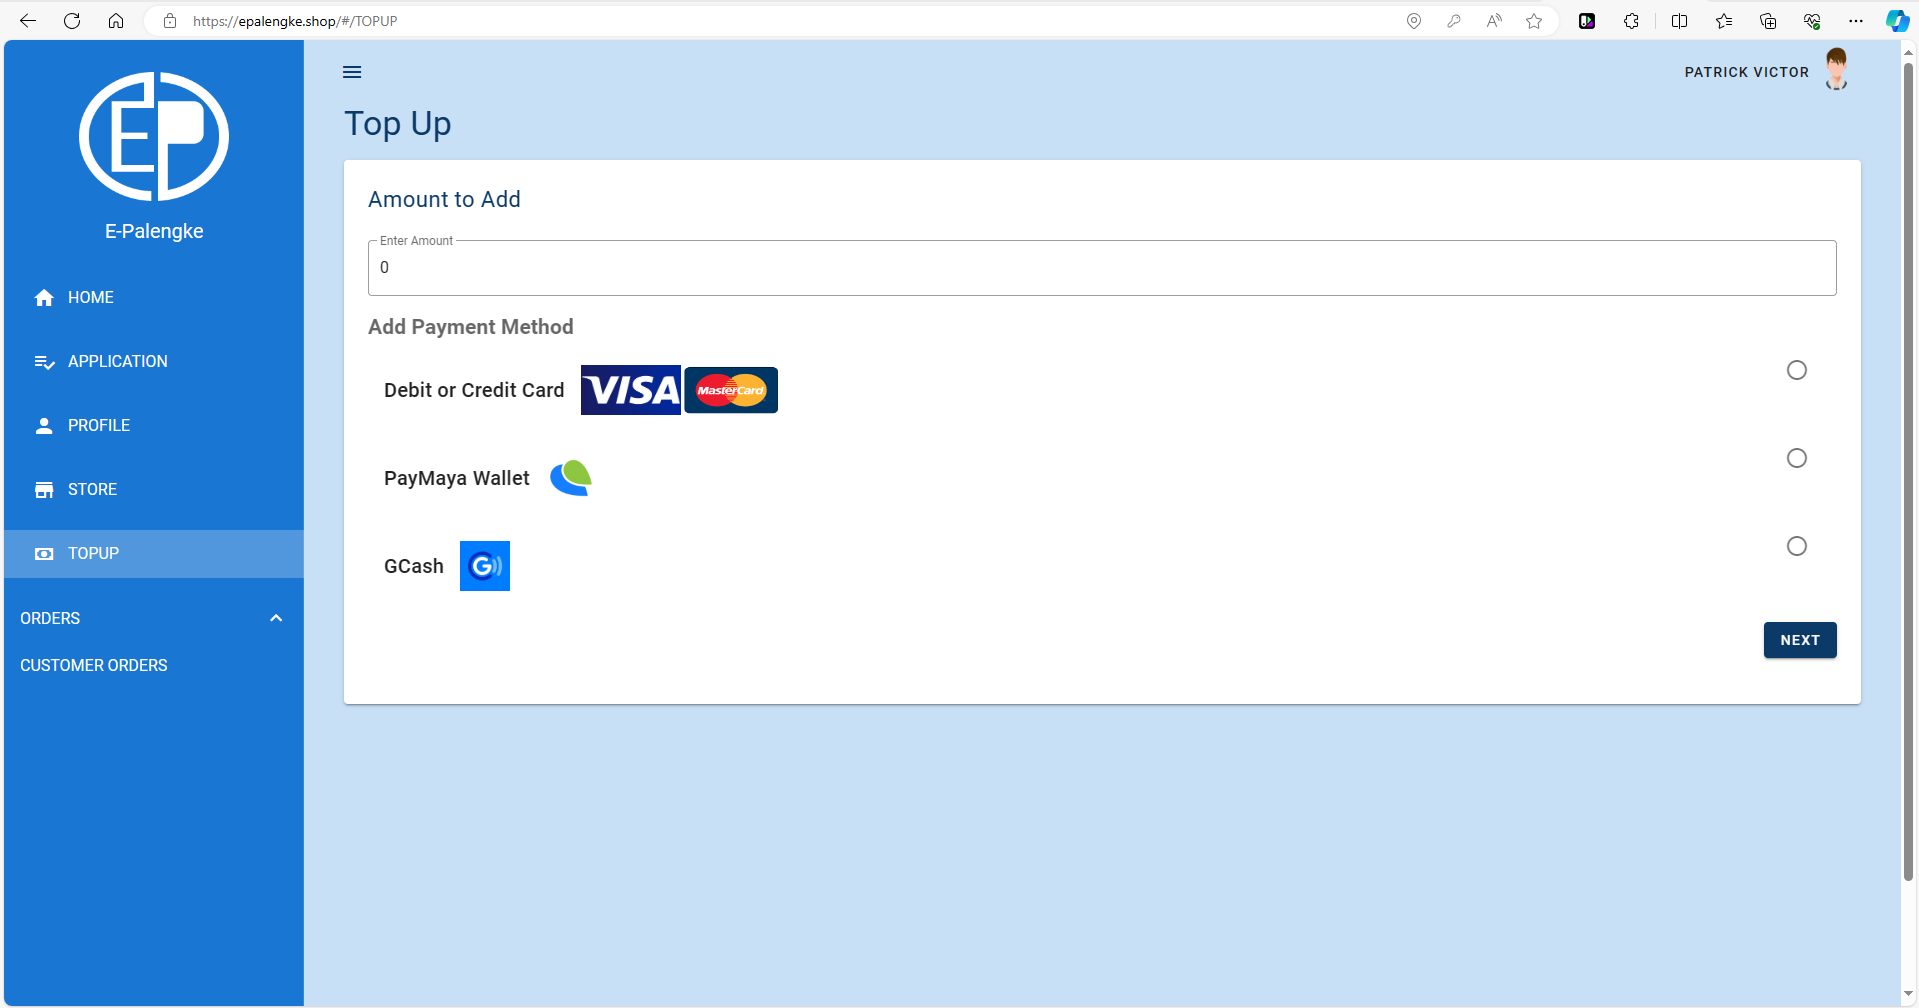 https://epalengke.shop/#/TOPUP
EP
E-Palengke
HOME
APPLICATION
PROFILE
STORE
TOPUP
ORDERS
CUSTOMER ORDERS
PATRICK VICTOR
Top Up
Amount to Add
Enter Amount
0
Add Payment Method
Debit or Credit Card VISA MasterCard
PayMaya Wallet
GCash G
NEXT